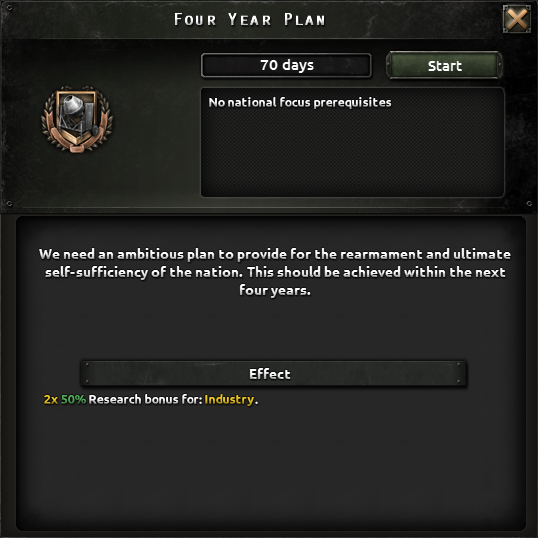 Four Year Plan
70 days
Start
No national focus prerequisites
We need an ambitious plan to provide for the rearmament and ultimate
self-sufficiency of the nation. This should be achieved within the next
four years.
Effect
2x 50% Research bonus for: Industry.